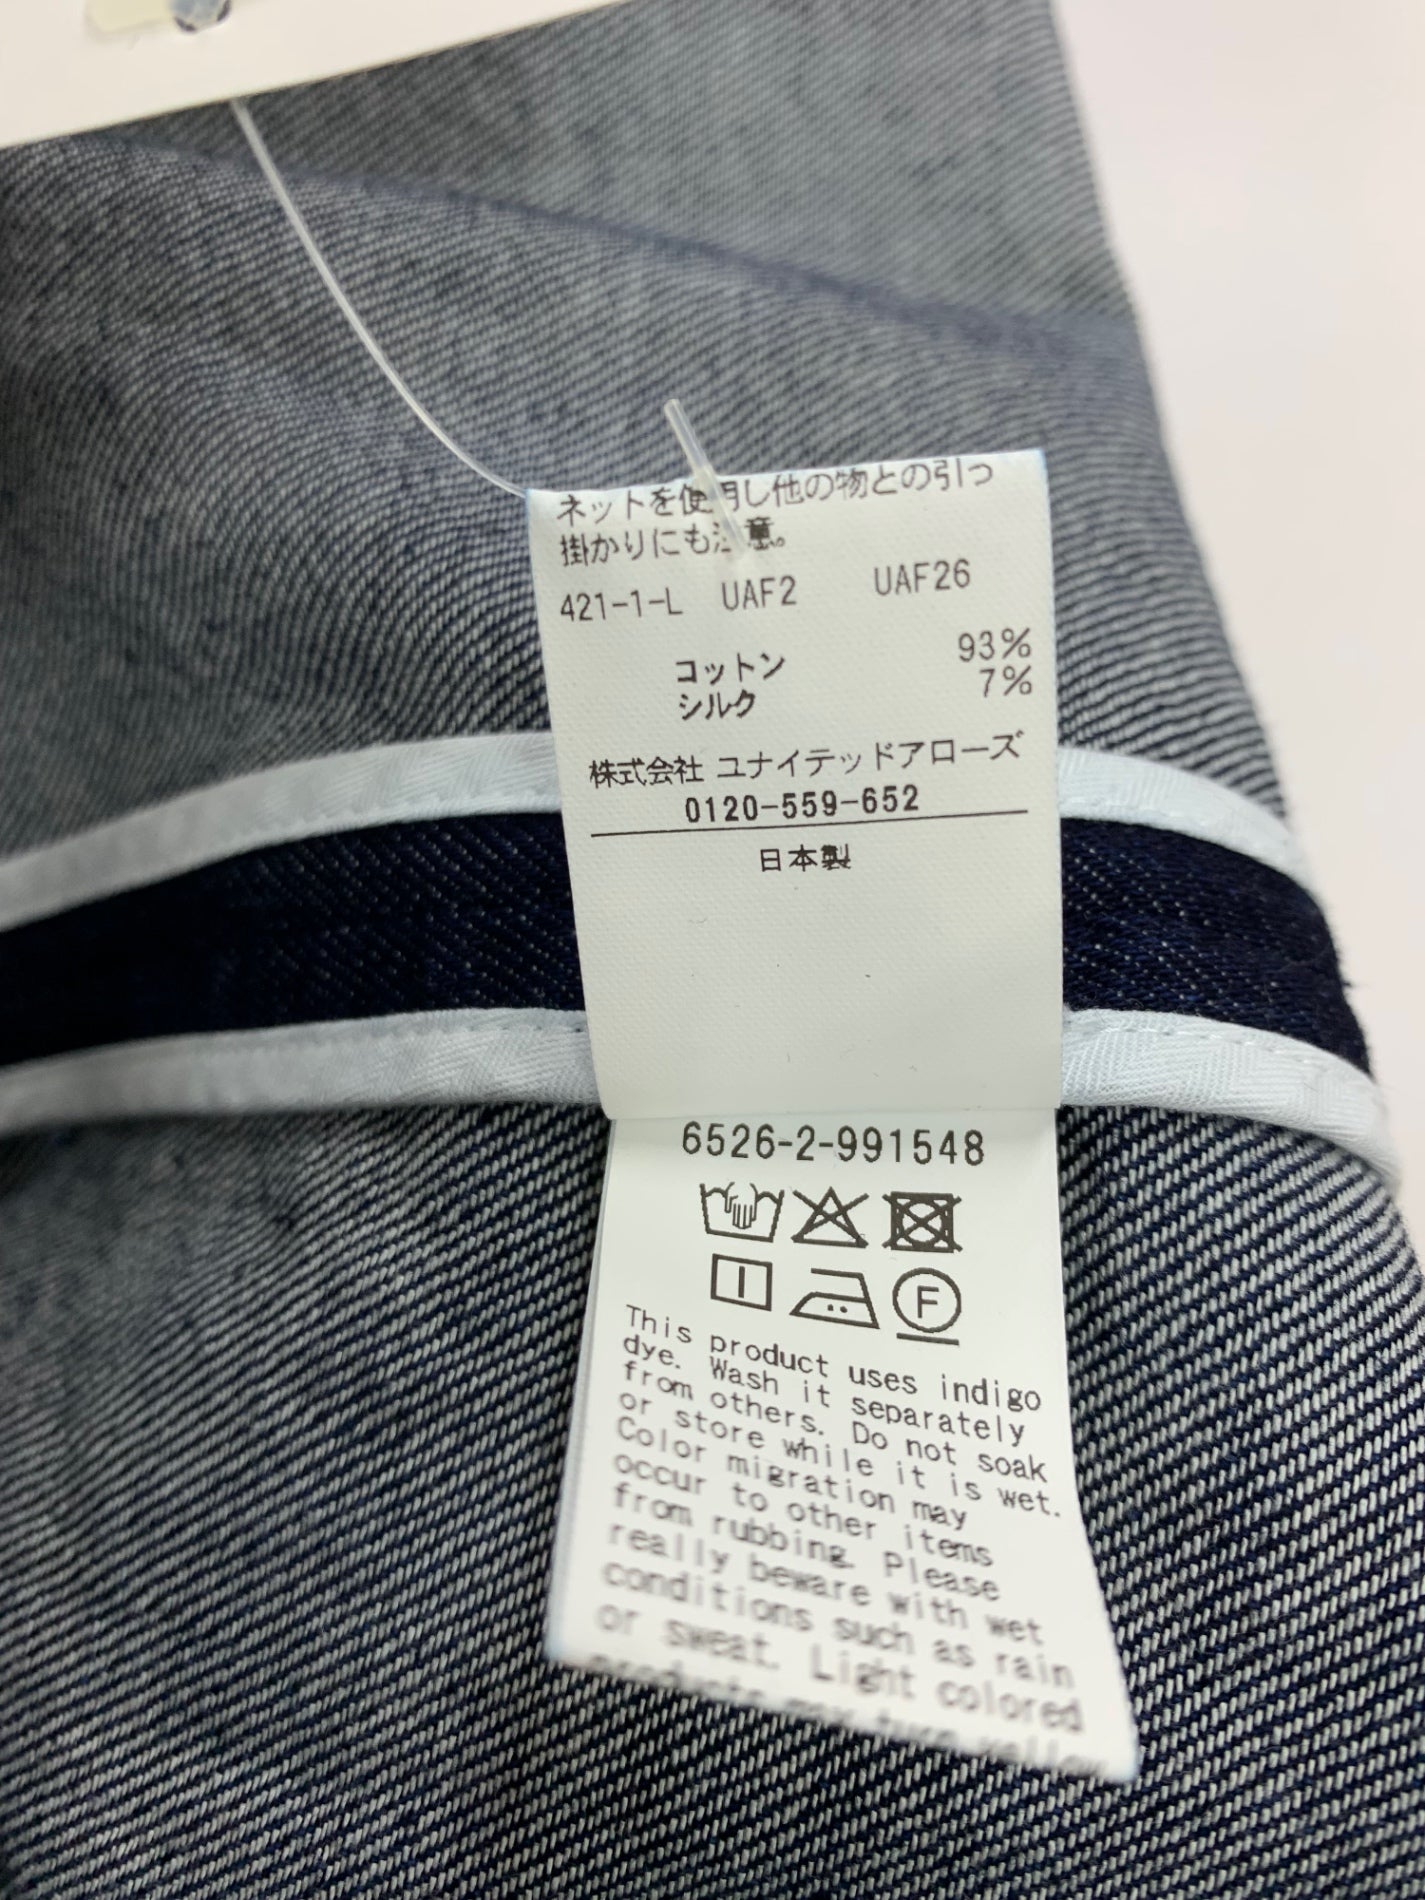 ネットを使用し他の物との引っ
掛かりにも注意。
421-1-L UAF2 UAF26
コットン 93%
シルク 7%
株式会社 ユナイテッドアローズ
0120-559-652
日本製
6526-2-991548
F
This product uses indigo
dye. Wash it separately
from others. Do not soak
or store while it is wet.
Color migration may
occur to other items
from rubbing. Please
really beware with wet
conditions such as rain
or sweat. Light colored
products may turn yellow